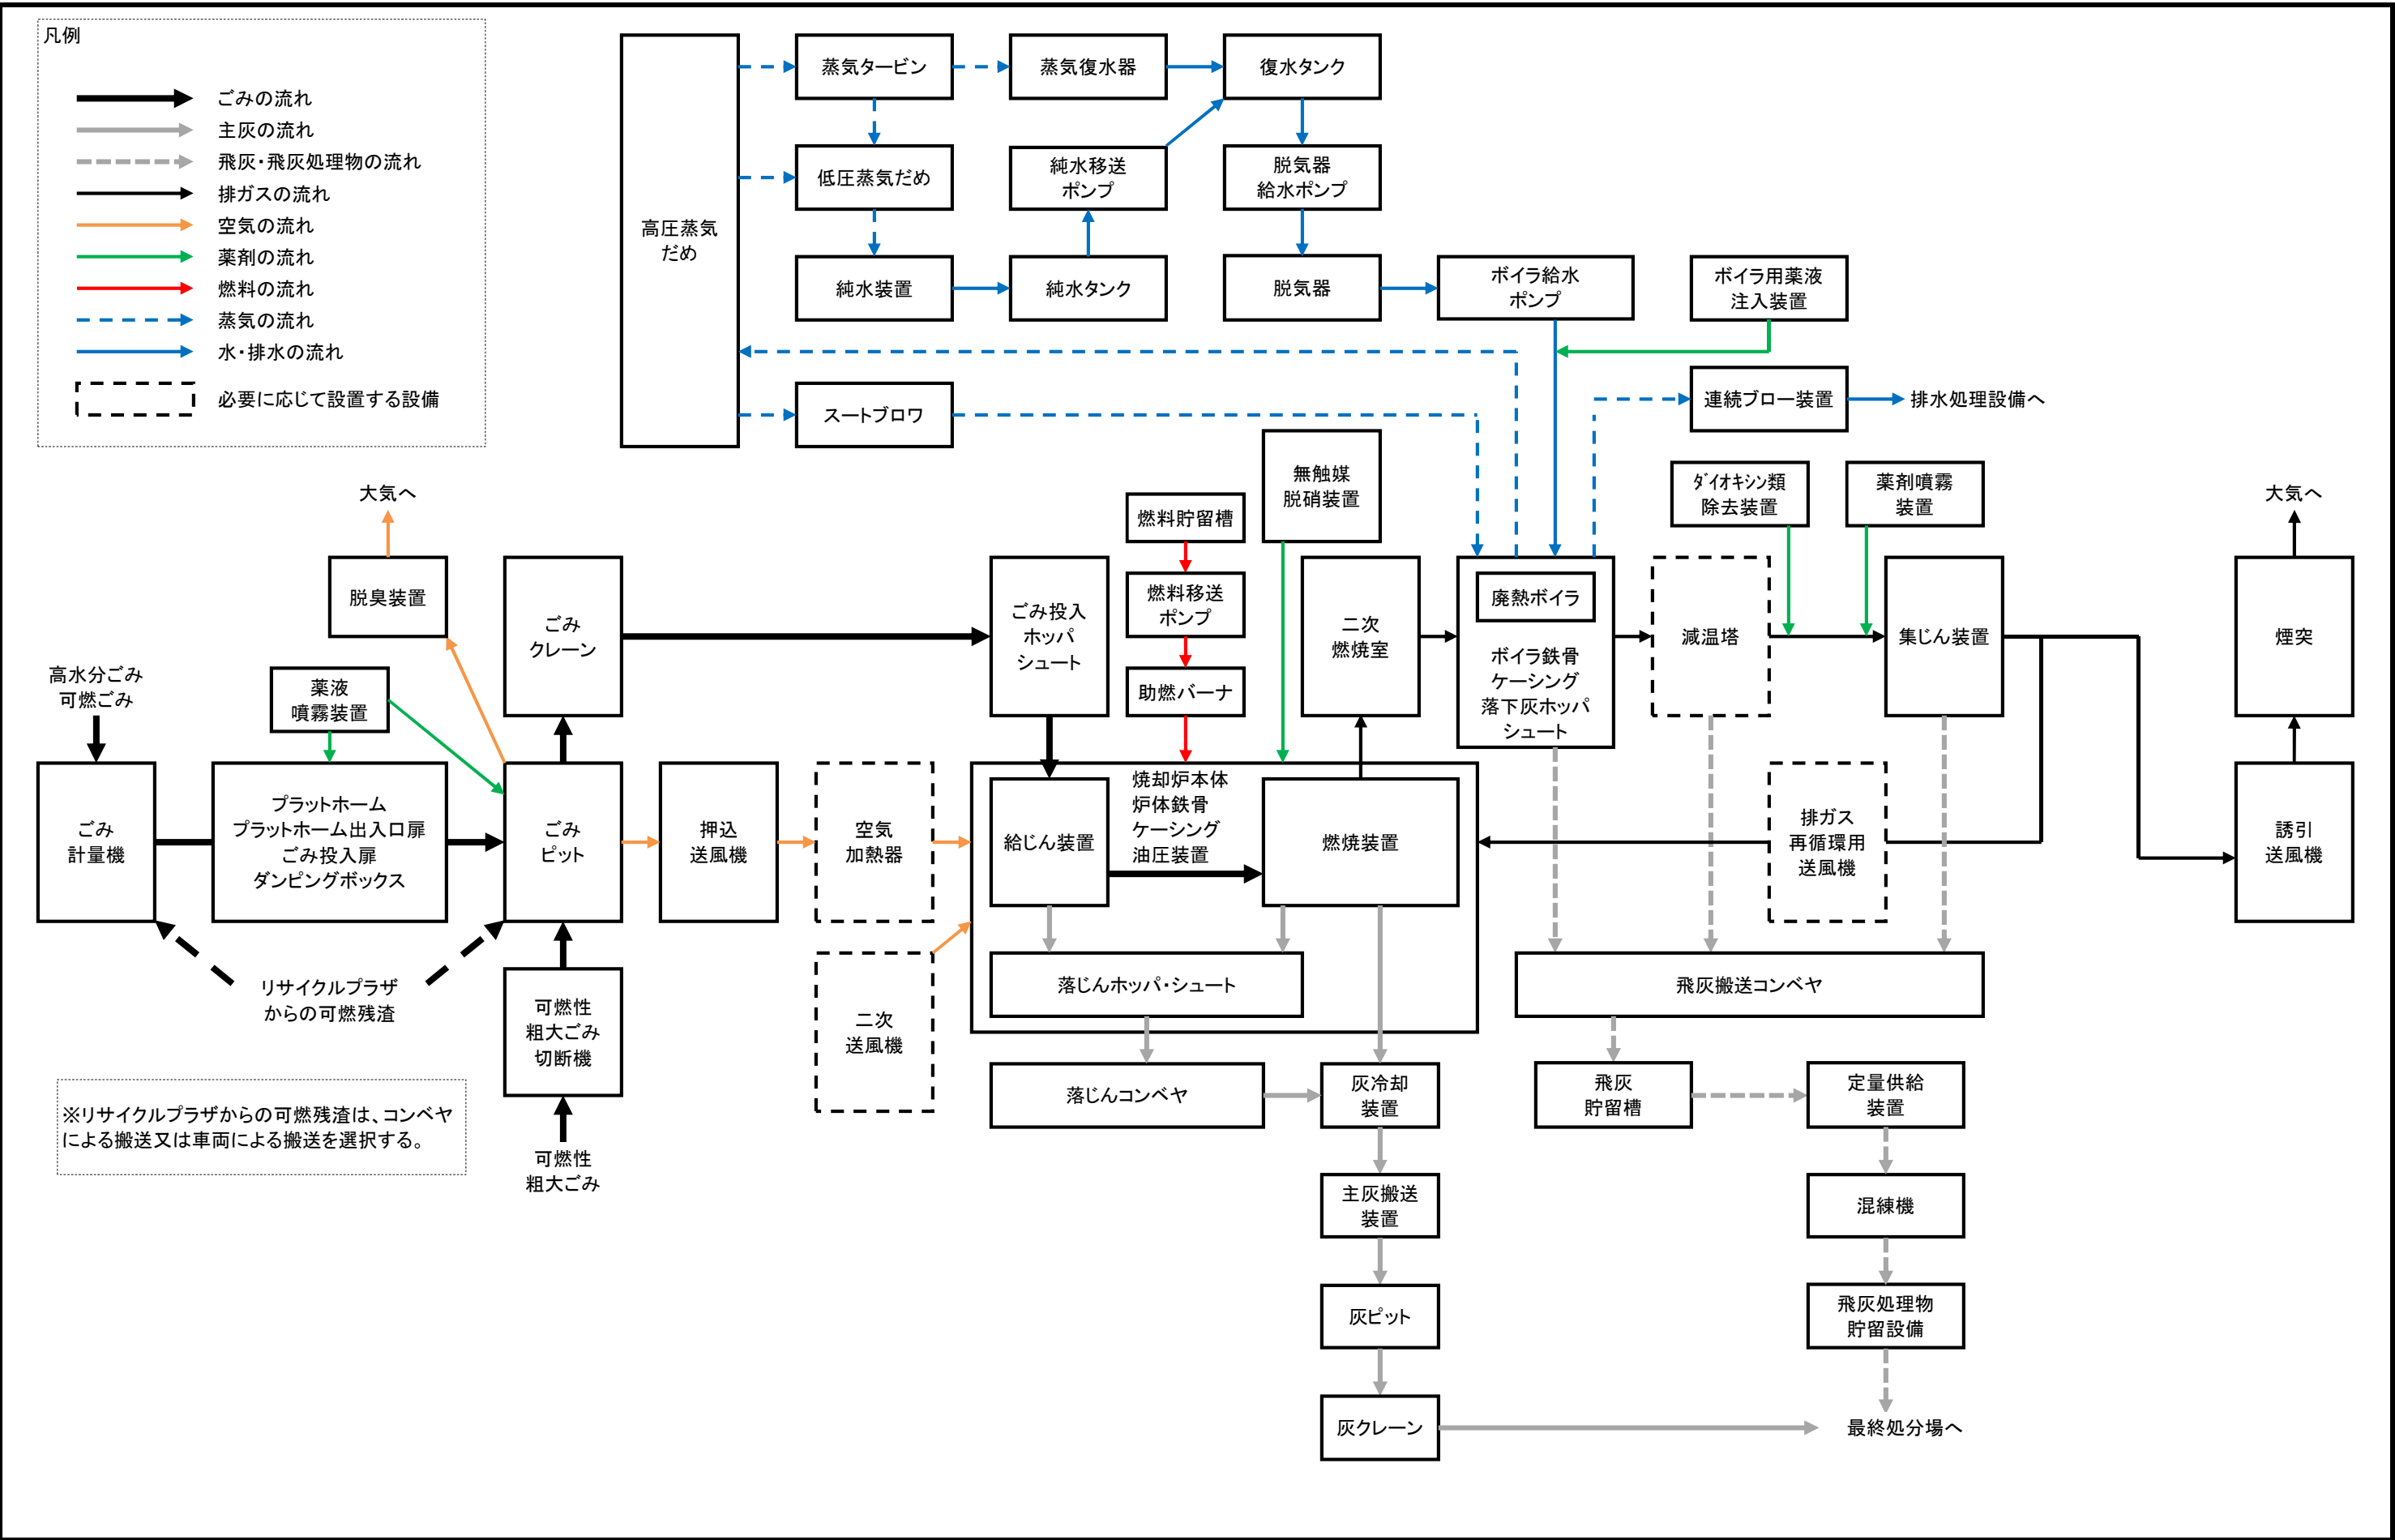 凡例
ごみの流れ
主灰の流れ
飛灰・飛灰処理物の流れ
排ガスの流れ
空気の流れ
薬剤の流れ
燃料の流れ
蒸気の流れ
水・排水の流れ
必要に応じて設置する設備
高圧蒸気
だめ
蒸気タービン
蒸気復水器
復水タンク
低圧蒸気だめ
純水移送
ポンプ
脱気器
給水ポンプ
純水装置
純水タンク
脱気器
ボイラ給水
ポンプ
ボイラ用薬液
注入装置
スートブロワ
連続ブロー装置
排水処理設備へ
無触媒
脱硝装置
燃料貯留槽
燃料移送
ポンプ
助燃バーナ
ダイオキシン類
除去装置
薬剤噴霧
装置
大気へ
大気へ
脱臭装置
ごみ
クレーン
ごみ投入
ホッパ
シュート
二次
燃焼室
廃熱ボイラ
ボイラ鉄骨
ケーシング
落下灰ホッパ
シュート
減温塔
集じん装置
煙突
高水分ごみ
可燃ごみ
薬液
噴霧装置
ごみ
計量機
プラットホーム
プラットホーム出入口扉
ごみ投入扉
ダンピングボックス
ごみ
ピット
押込
送風機
空気
加熱器
給じん装置
焼却炉本体
炉体鉄骨
ケーシング
油圧装置
燃焼装置
排ガス
再循環用
送風機
誘引
送風機
リサイクルプラザ
からの可燃残渣
可燃性
粗大ごみ
切断機
二次
送風機
落じんホッパ・シュート
飛灰搬送コンベヤ
落じんコンベヤ
灰冷却
装置
飛灰
貯留槽
定量供給
装置
※リサイクルプラザからの可燃残渣は、コンベヤ
による搬送又は車両による搬送を選択する。
可燃性
粗大ごみ
主灰搬送
装置
混練機
灰ピット
飛灰処理物
貯留設備
灰クレーン
最終処分場へ